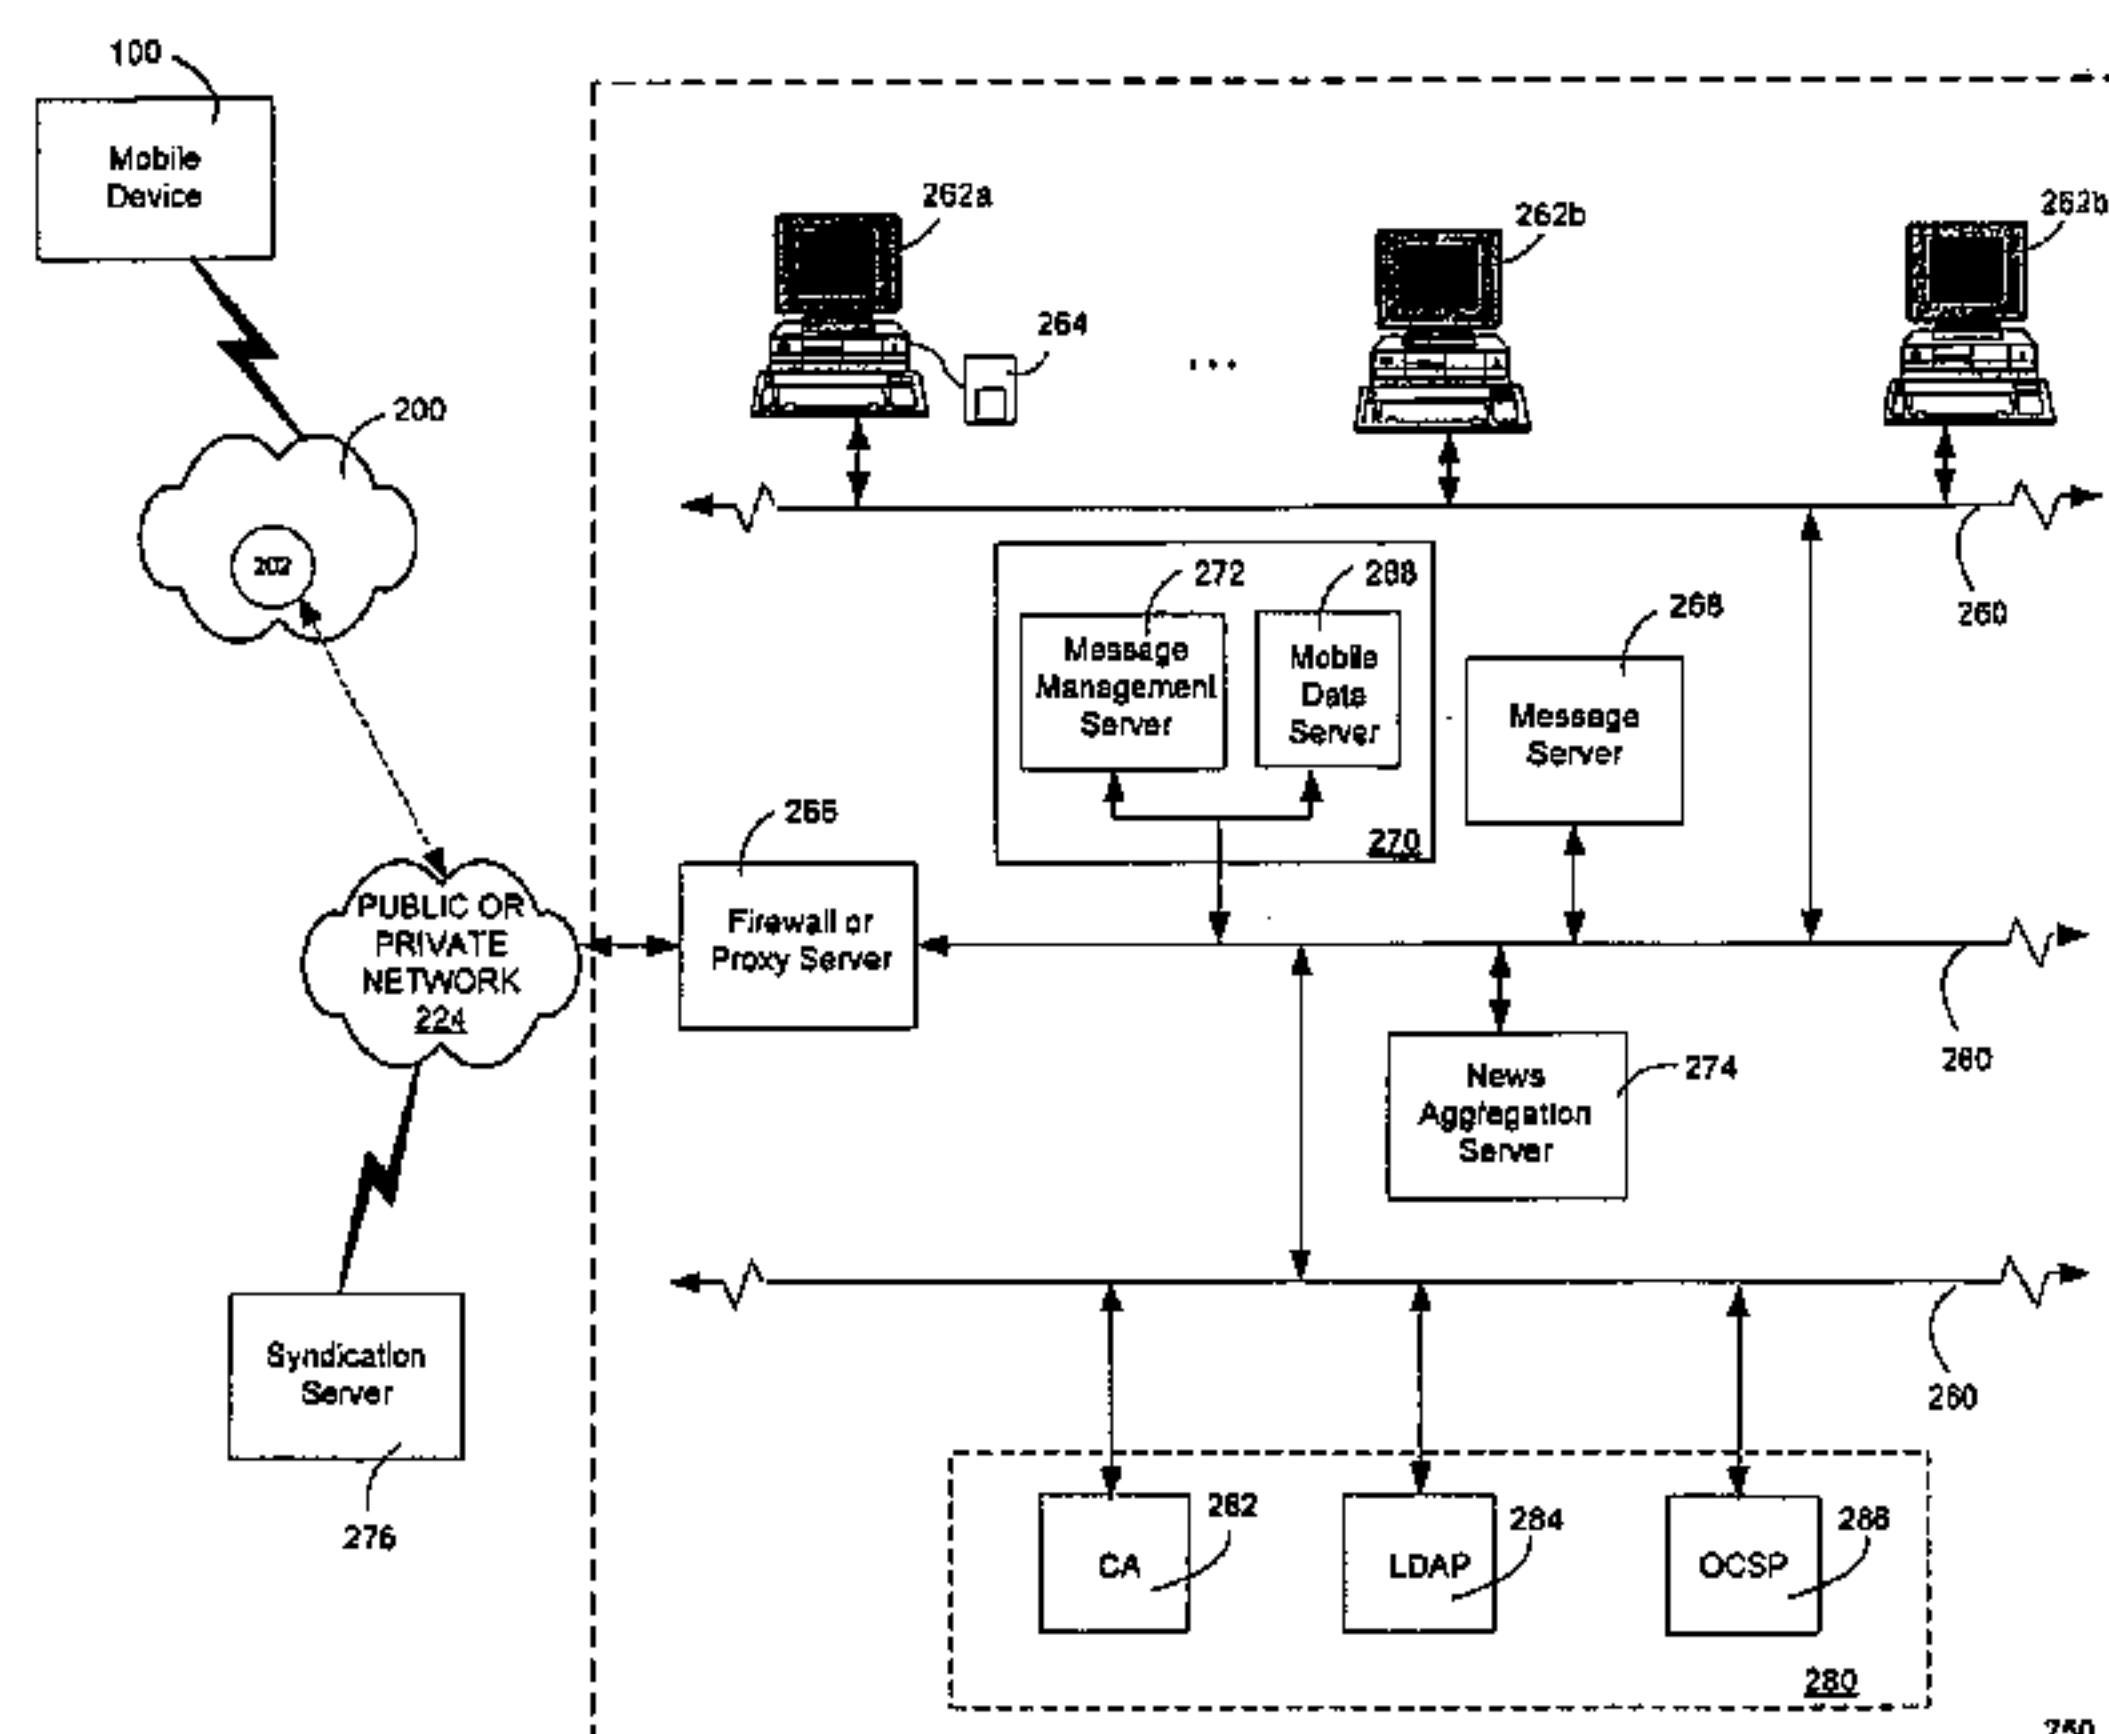 100
Mobile
Device
262a
262b
262b
264
...
200
202
272
288
268
260
Message
Management
Server
Mobile
Data
Server
Message
Server
270
266
PUBLIC OR
PRIVATE
NETWORK
224
Firewall or
Proxy Server
260
News
Aggregation
Server
274
Syndication
Server
276
260
CA
282
LDAP
284
OCSP
286
280